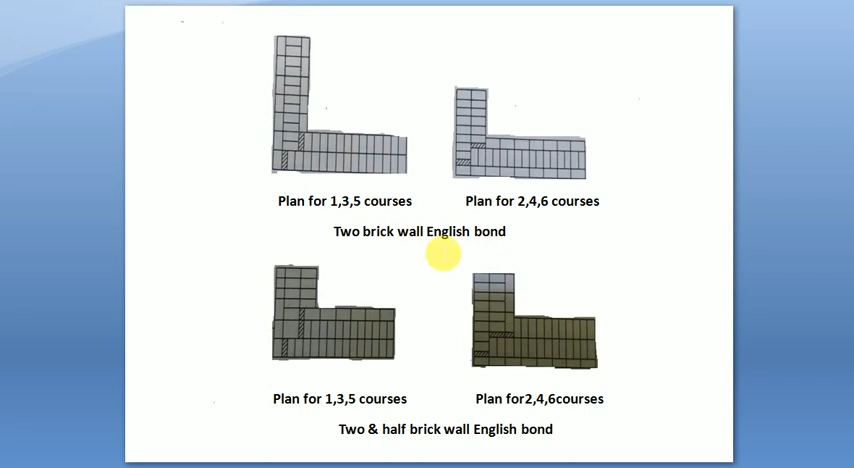 Plan for 1,3,5 courses
Plan for 2,4,6 courses
Two brick wall English bond
Plan for 1,3,5 courses
Plan for2,4,6courses
Two & half brick wall English bond